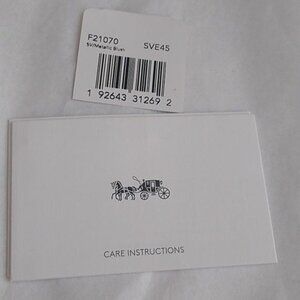 F21070 SVE45
SV/Metallic Blush
1 92643 31269 2
CARE INSTRUCTIONS